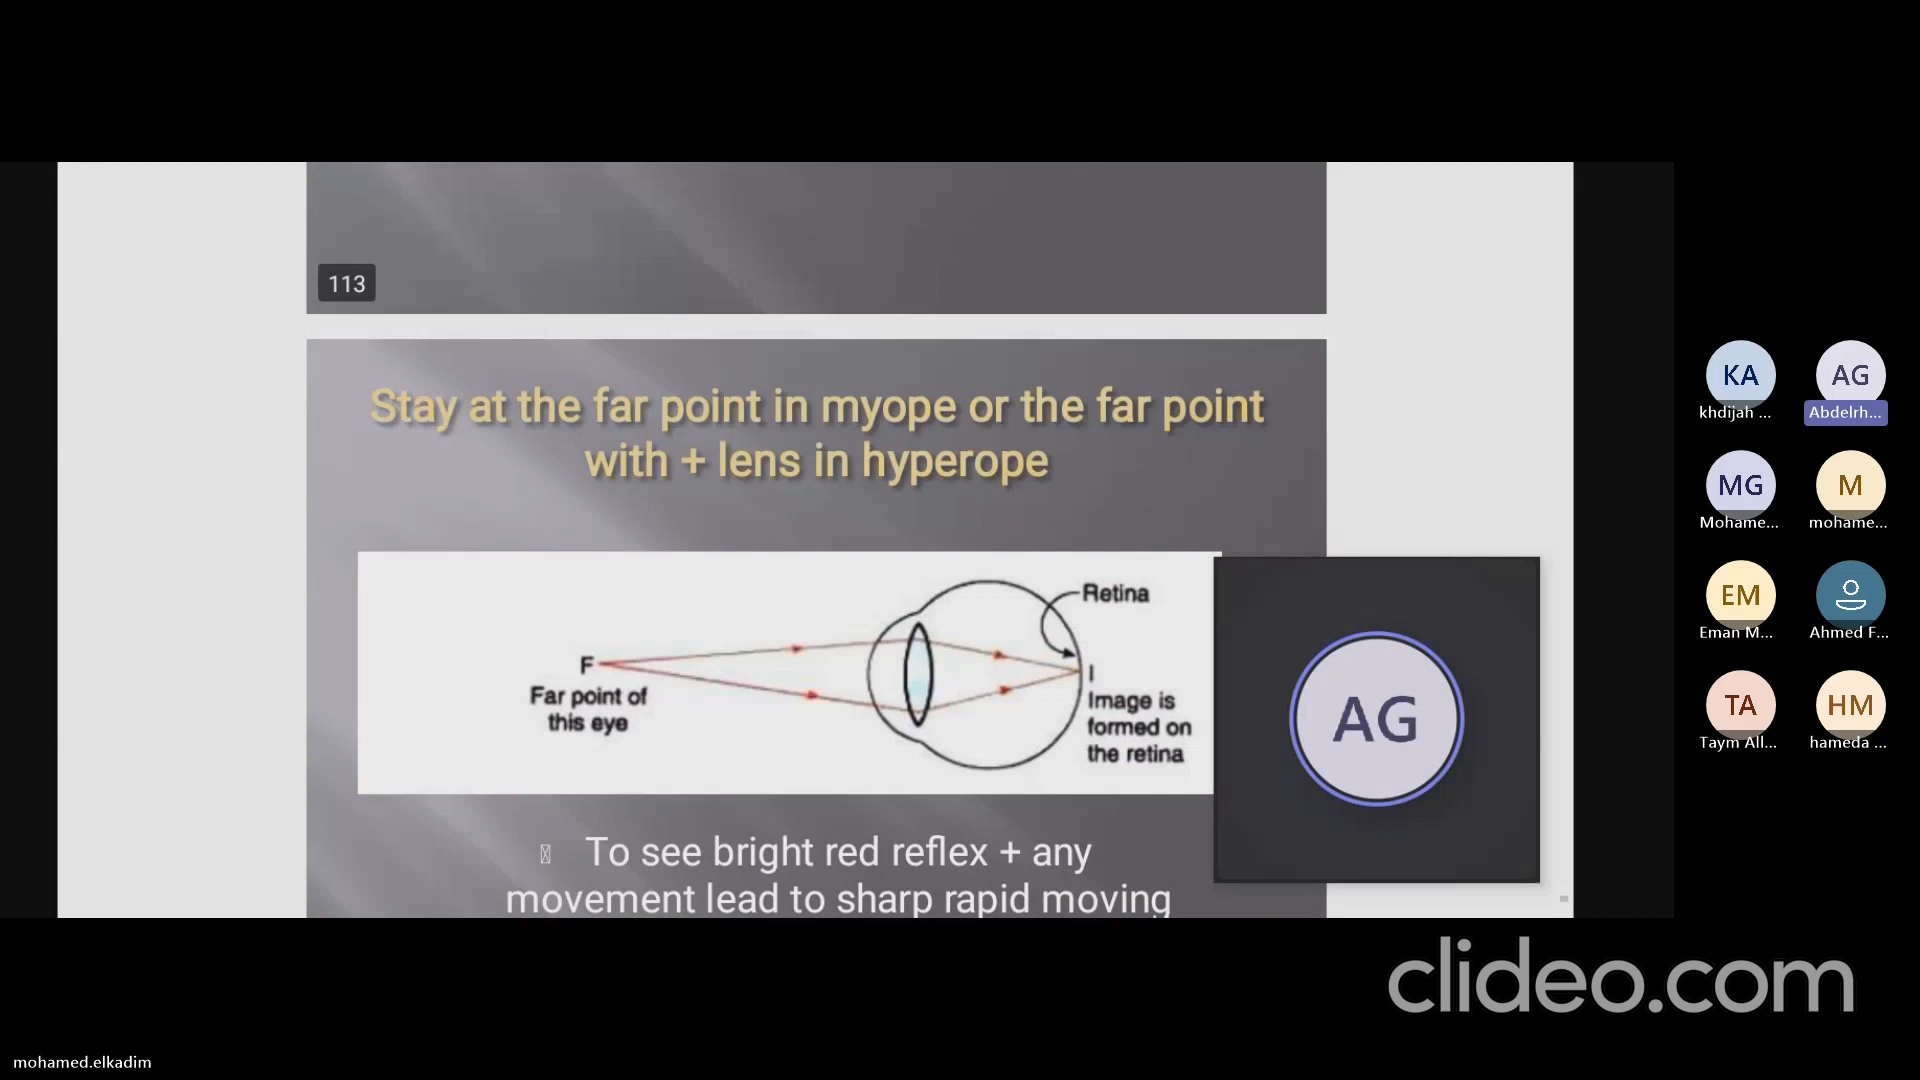 113
Stay at the far point in myope or the far point
with + lens in hyperope
Retina
F
Far point of
this eye
I
Image is
formed on
the retina
To see bright red reflex + any
movement lead to sharp rapid moving
AG
KA
khdijah ...
AG
Abdelrh...
MG
Mohame...
M
mohame...
EM
Eman M...
Ahmed F...
TA
Taym All...
HM
hameda ...
clideo.com
mohamed.elkadim